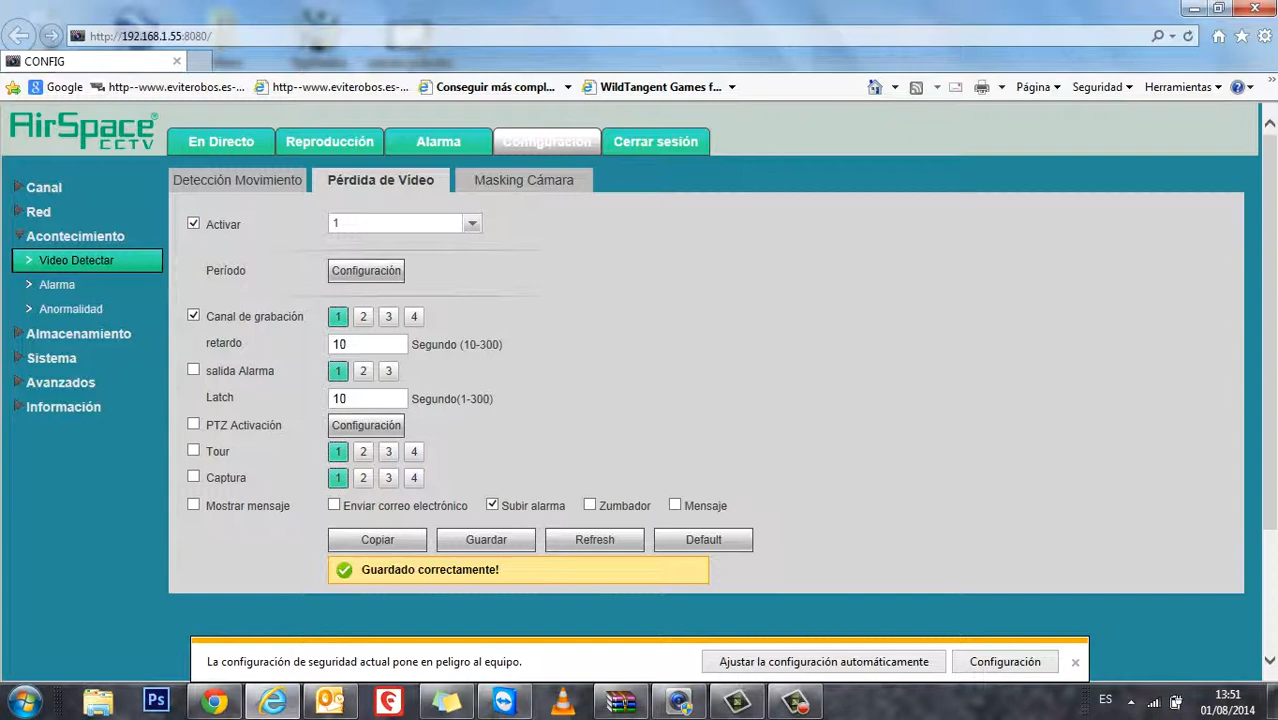 http://192.168.1.55:8080/
CONFIG
Google http--www.eviterobos.es-... http--www.eviterobos.es-... Conseguir más compl... WildTangent Games f... Página Seguridad Herramientas
AirSpace®
CCTV
En Directo Reproducción Alarma Configuración Cerrar sesión
Detección Movimiento Pérdida de Vídeo Masking Cámara
Canal
Red
Acontecimiento
Video Detectar
Alarma
Anormalidad
Almacenamiento
Sistema
Avanzados
Información
Activar 1
Período Configuración
Canal de grabación 1 2 3 4
retardo 10 Segundo (10-300)
salida Alarma 1 2 3
Latch 10 Segundo(1-300)
PTZ Activación Configuración
Tour 1 2 3 4
Captura 1 2 3 4
Mostrar mensaje Enviar correo electrónico Subir alarma Zumbador Mensaje
Copiar Guardar Refresh Default
Guardado correctamente!
La configuración de seguridad actual pone en peligro al equipo. Ajustar la configuración automáticamente Configuración
Ps ES 13:51
01/08/2014